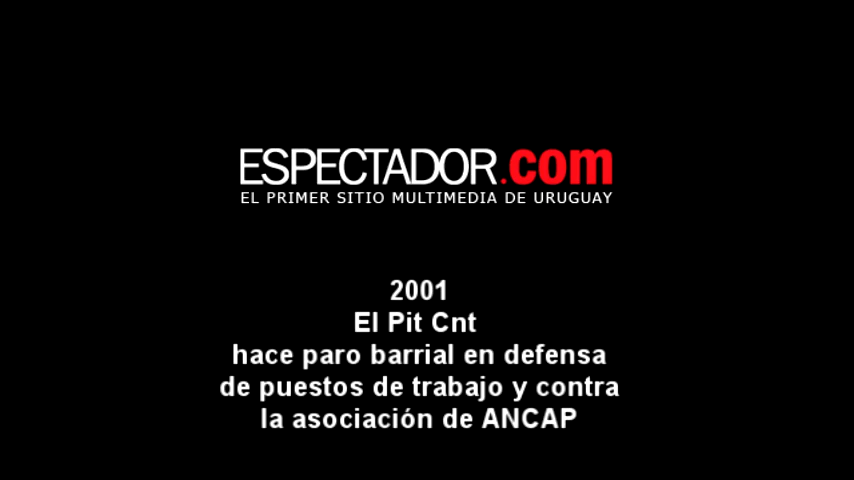 ESPECTADOR.com
EL PRIMER SITIO MULTIMEDIA DE URUGUAY
2001
El Pit Cnt
hace paro barrial en defensa
de puestos de trabajo y contra
la asociación de ANCAP